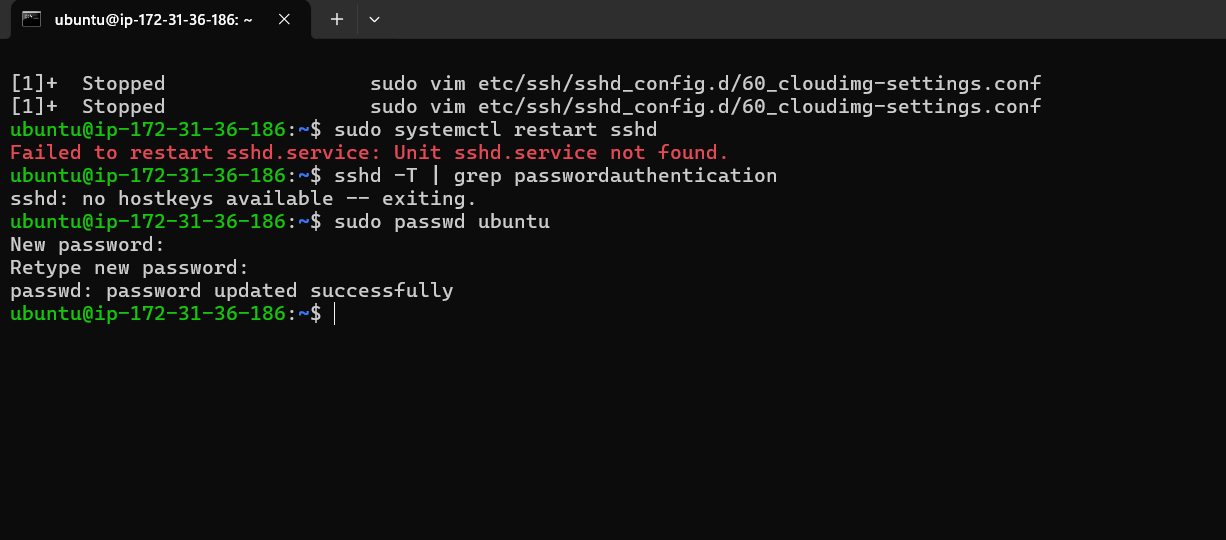 ubuntu@ip-172-31-36-186: ~
[1]+  Stopped                 sudo vim etc/ssh/sshd_config.d/60_cloudimg-settings.conf
[1]+  Stopped                 sudo vim etc/ssh/sshd_config.d/60_cloudimg-settings.conf
ubuntu@ip-172-31-36-186:~$ sudo systemctl restart sshd
Failed to restart sshd.service: Unit sshd.service not found.
ubuntu@ip-172-31-36-186:~$ sshd -T | grep passwordauthentication
sshd: no hostkeys available -- exiting.
ubuntu@ip-172-31-36-186:~$ sudo passwd ubuntu
New password:
Retype new password:
passwd: password updated successfully
ubuntu@ip-172-31-36-186:~$